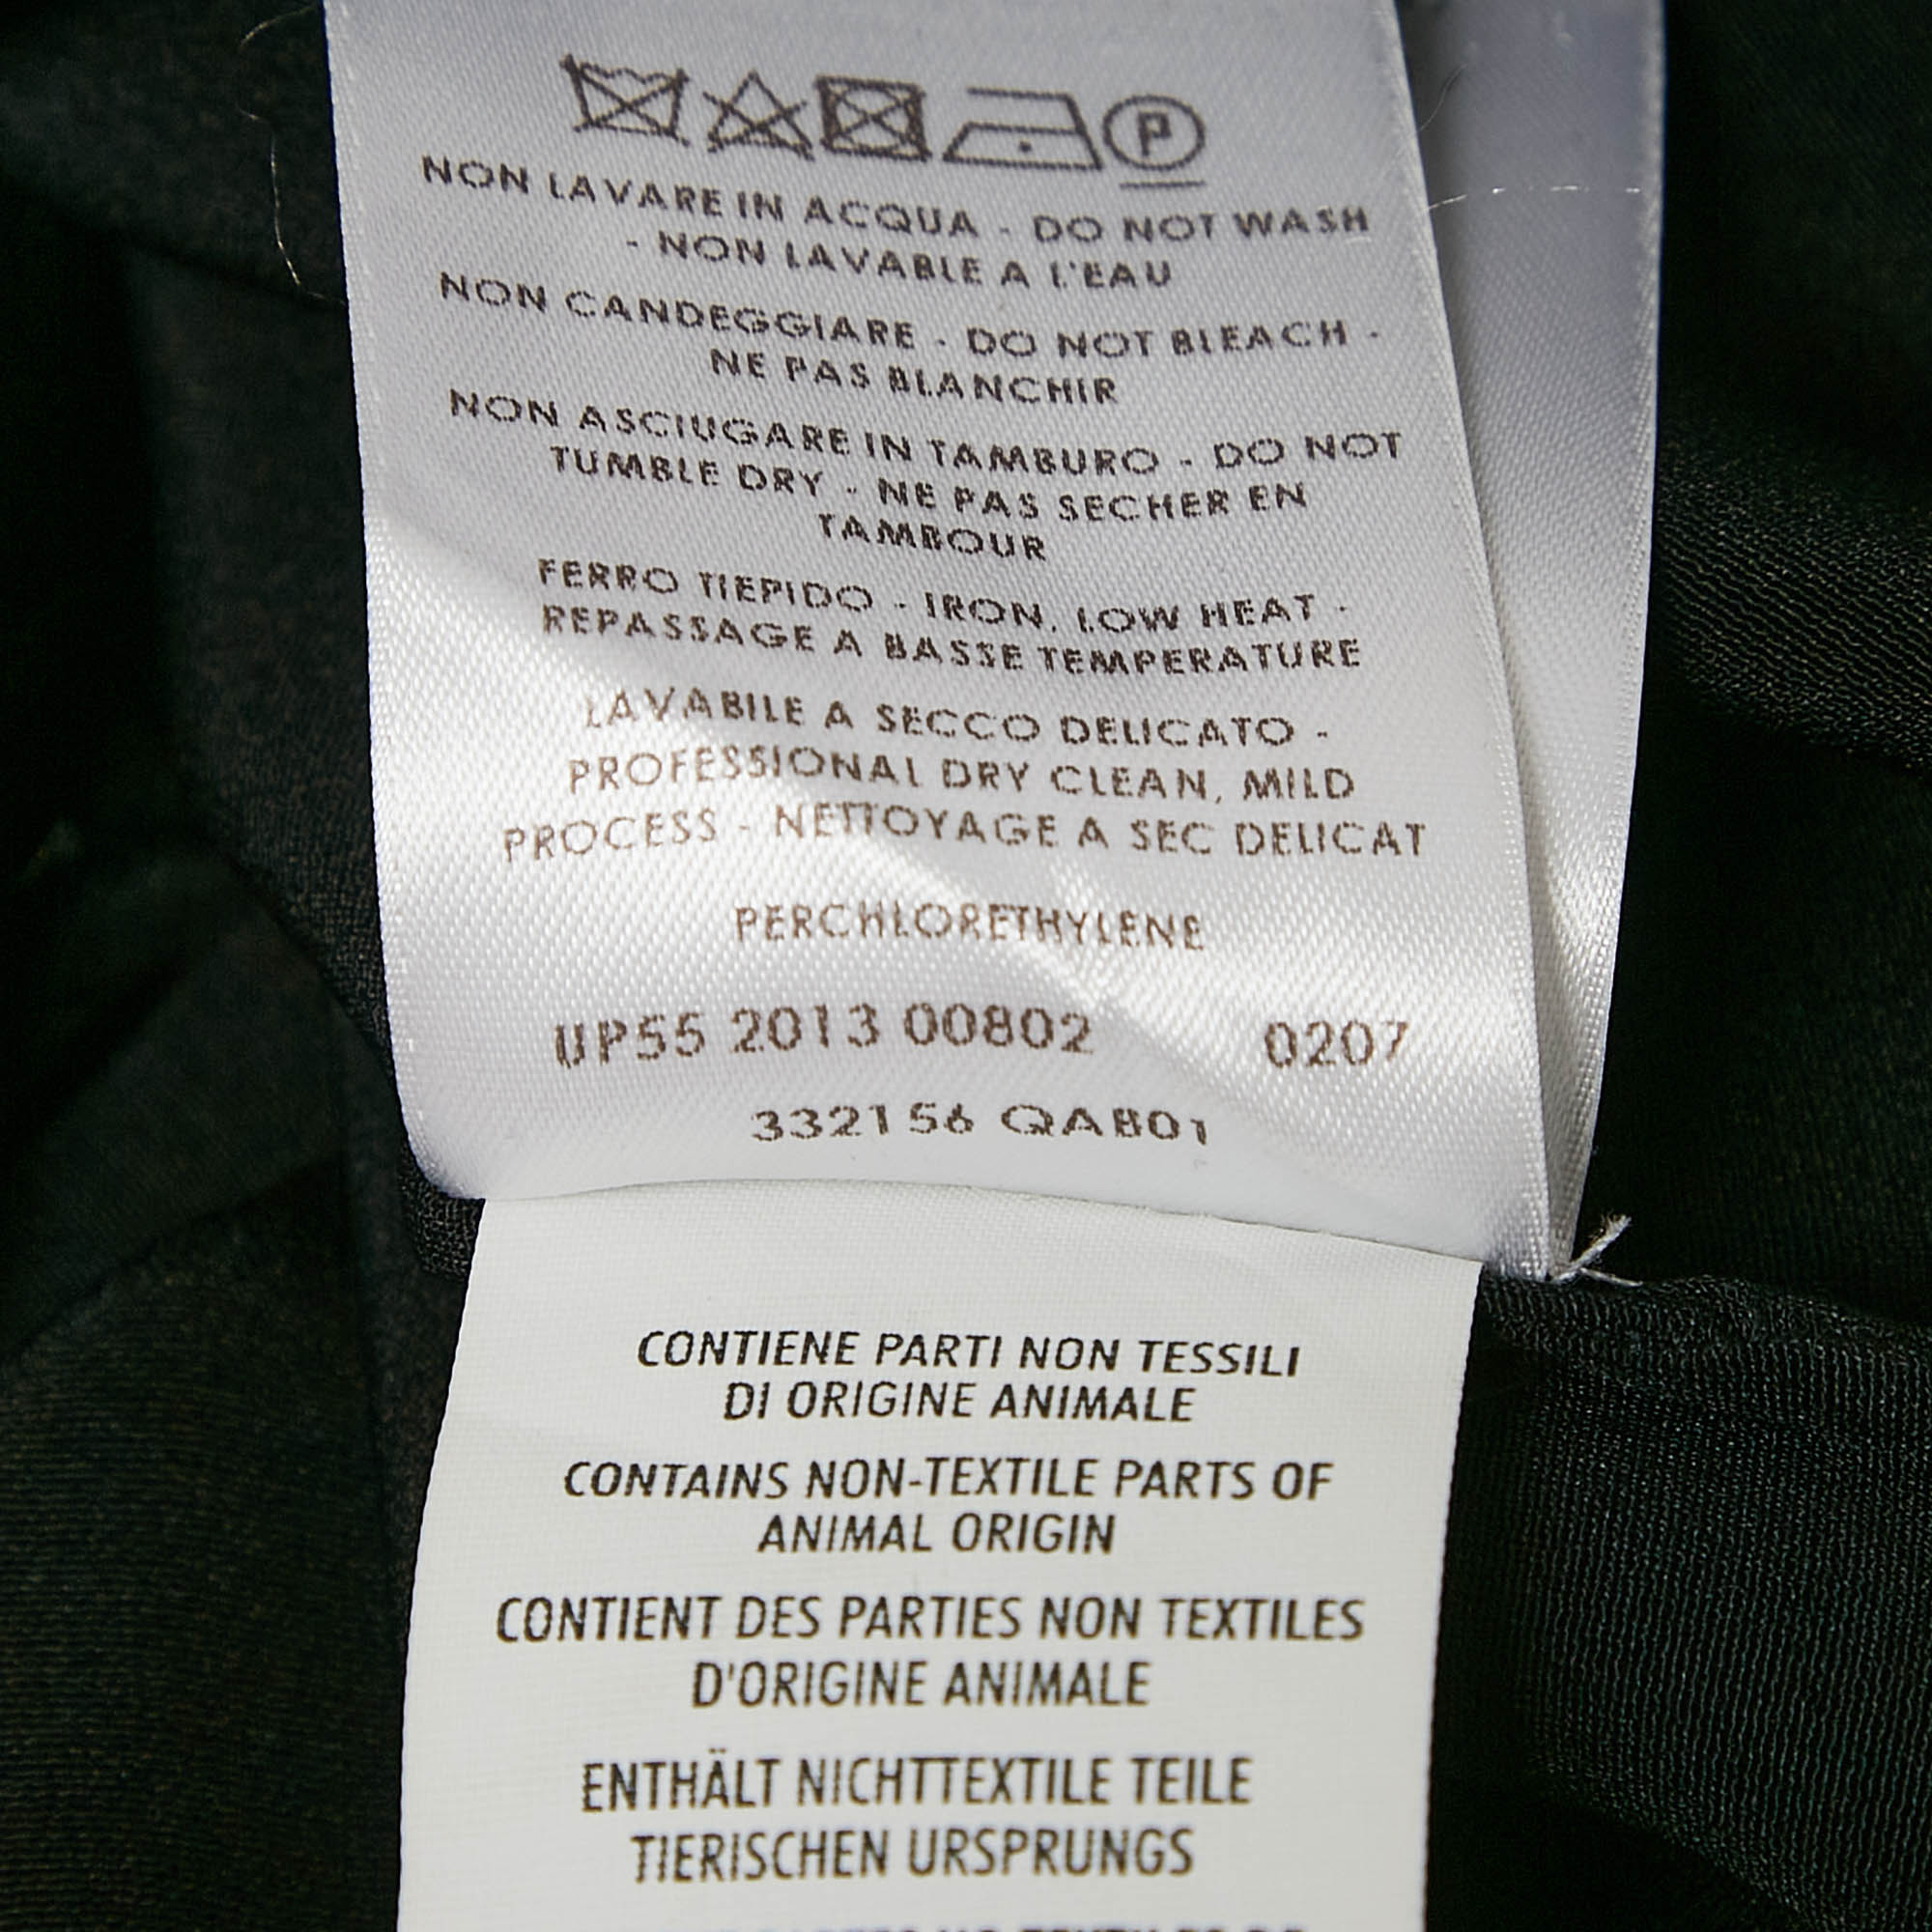 P
NON LAVARE IN ACQUA - DO NOT WASH
- NON LAVABLE A L'EAU
NON CANDEGGIARE - DO NOT BLEACH -
NE PAS BLANCHIR
NON ASCIUGARE IN TAMBURO - DO NOT
TUMBLE DRY - NE PAS SECHER EN
TAMBOUR
FERRO TIEPIDO - IRON, LOW HEAT -
REPASSAGE A BASSE TEMPERATURE
LAVABILE A SECCO DELICATO -
PROFESSIONAL DRY CLEAN, MILD
PROCESS - NETTOYAGE A SEC DELICAT
PERCHLORETHYLENE
UP55 2013 00802 0207
332156 QAB01
CONTIENE PARTI NON TESSILI
DI ORIGINE ANIMALE
CONTAINS NON-TEXTILE PARTS OF
ANIMAL ORIGIN
CONTIENT DES PARTIES NON TEXTILES
D'ORIGINE ANIMALE
ENTHÄLT NICHTTEXTILE TEILE
TIERISCHEN URSPRUNGS